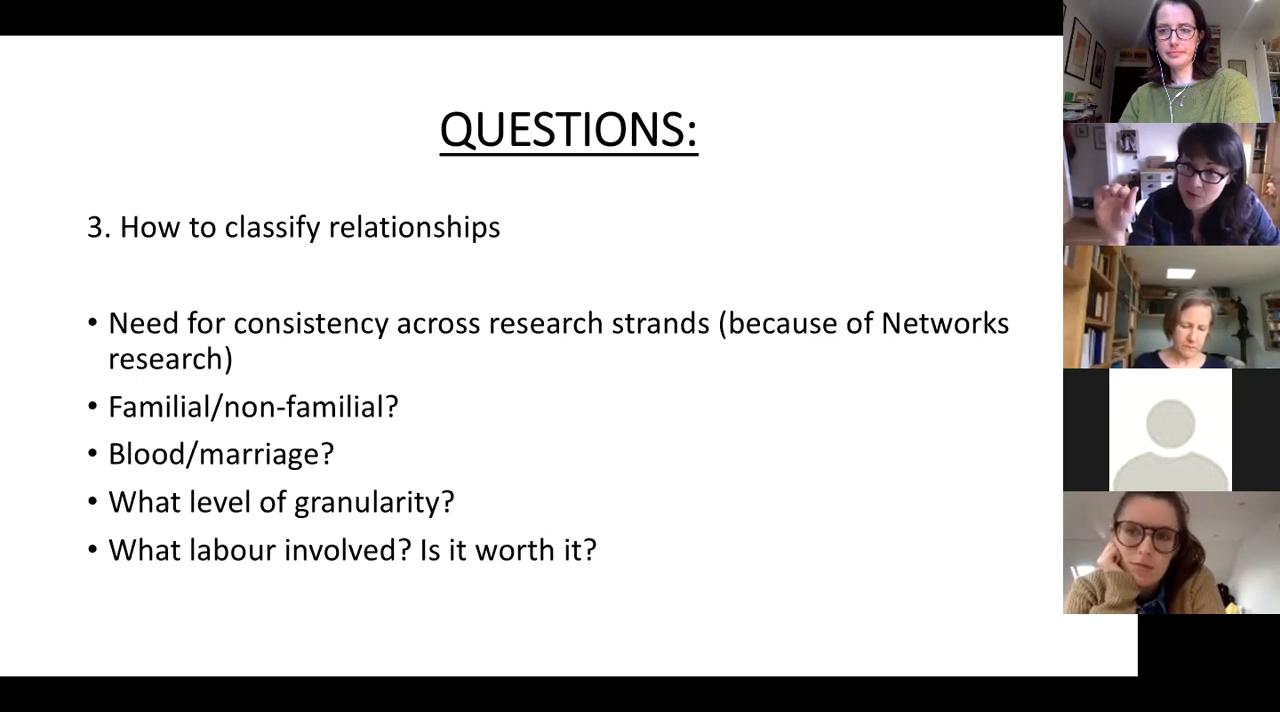 QUESTIONS:
3. How to classify relationships
• Need for consistency across research strands (because of Networks
research)
• Familial/non-familial?
• Blood/marriage?
• What level of granularity?
• What labour involved? Is it worth it?